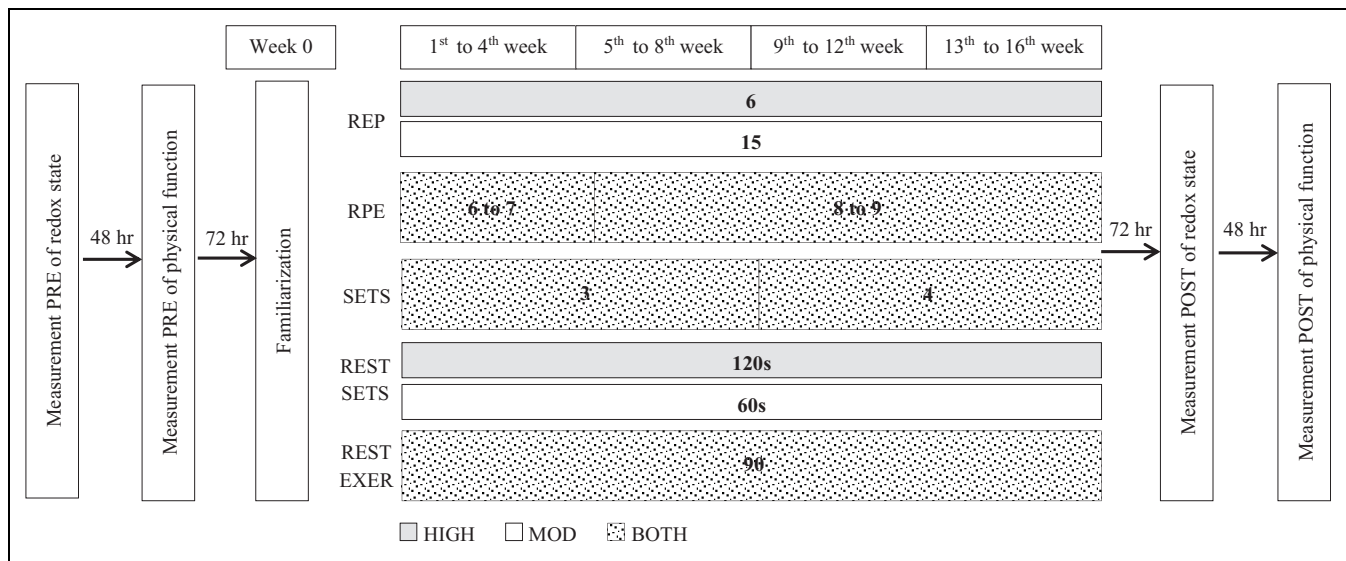 Week 0
1st to 4th week
5th to 8th week
9th to 12th week
13th to 16th week
Measurement PRE of redox state
48 hr
Measurement PRE of physical function
72 hr
Familiarization
REP
6
15
RPE
6 to 7
8 to 9
SETS
3
4
REST
SETS
120s
60s
REST
EXER
90
72 hr
Measurement POST of redox state
48 hr
Measurement POST of physical function
HIGH
MOD
BOTH